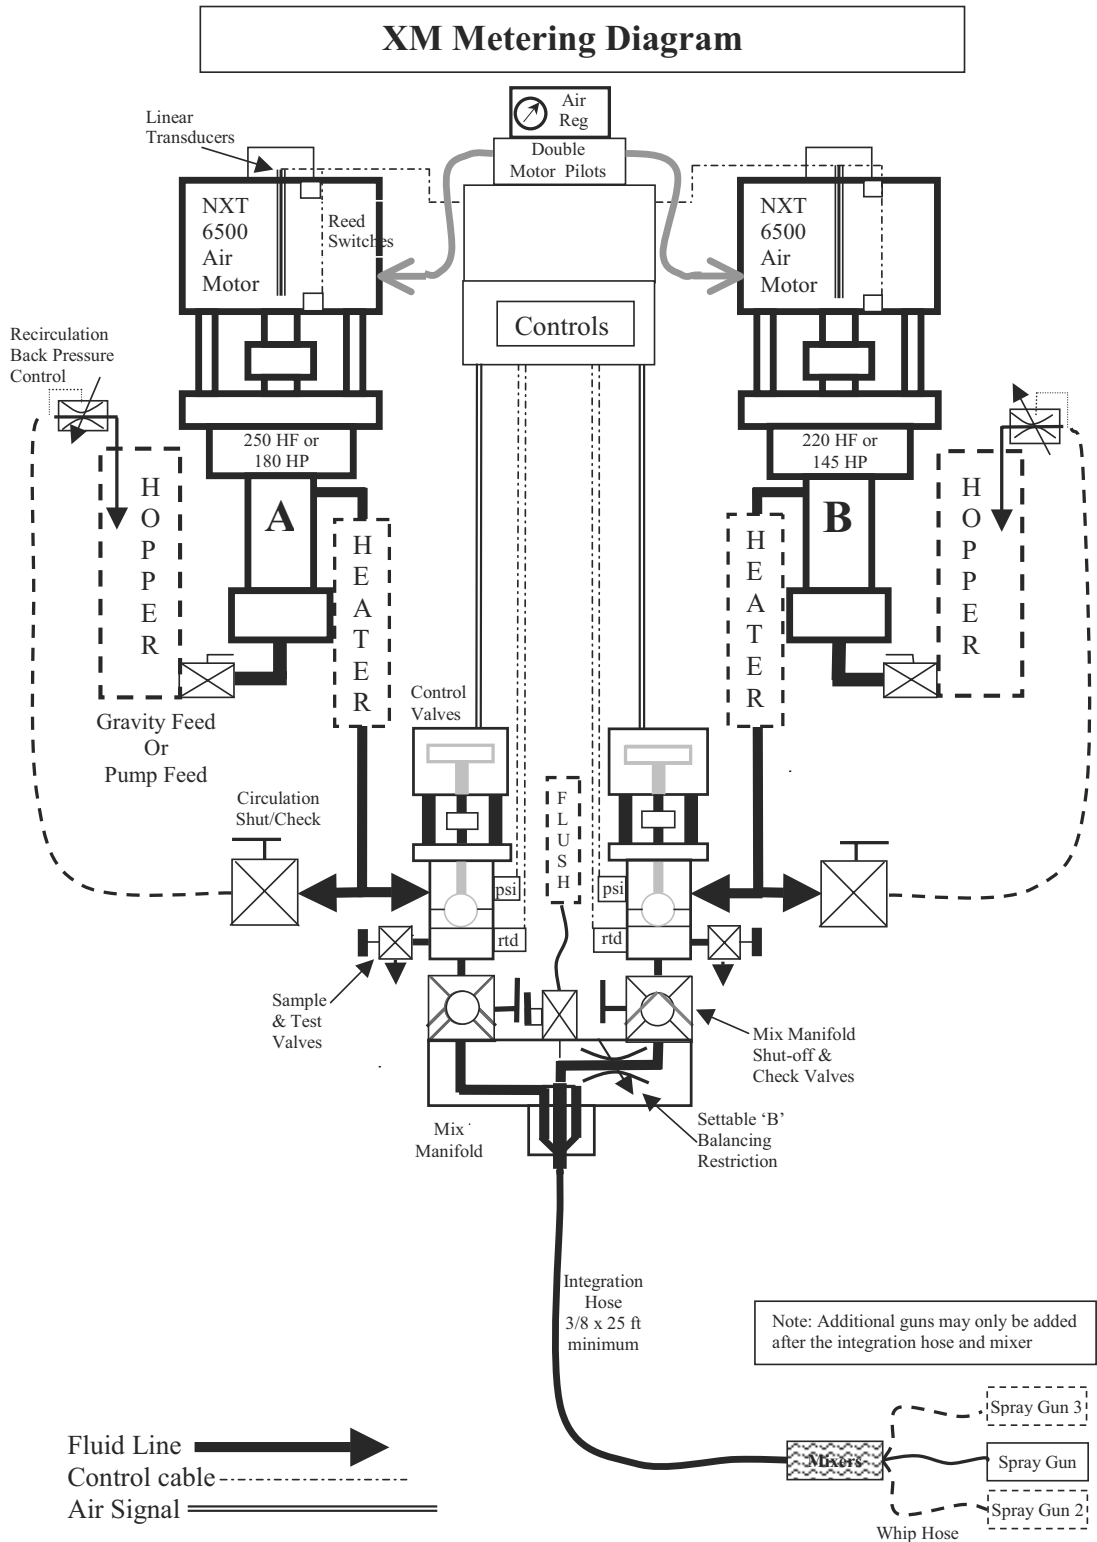 XM Metering Diagram
Air
Reg
Double
Motor Pilots
Linear
Transducers
NXT
6500
Air
Motor
Reed
Switches
NXT
6500
Air
Motor
Controls
Recirculation
Back Pressure
Control
250 HF or
180 HP
220 HF or
145 HP
HOPPER
A
HEATER
HEATER
B
HOPPER
Gravity Feed
Or
Pump Feed
Control
Valves
FLUSH
Circulation
Shut/Check
psi
psi
rtd
rtd
Sample
& Test
Valves
Mix Manifold
Shut-off &
Check Valves
Mix
Manifold
Settable ‘B’
Balancing
Restriction
Integration
Hose
3/8 x 25 ft
minimum
Note: Additional guns may only be added
after the integration hose and mixer
Fluid Line
Control cable
Air Signal
Mixers
Spray Gun 3
Spray Gun
Spray Gun 2
Whip Hose